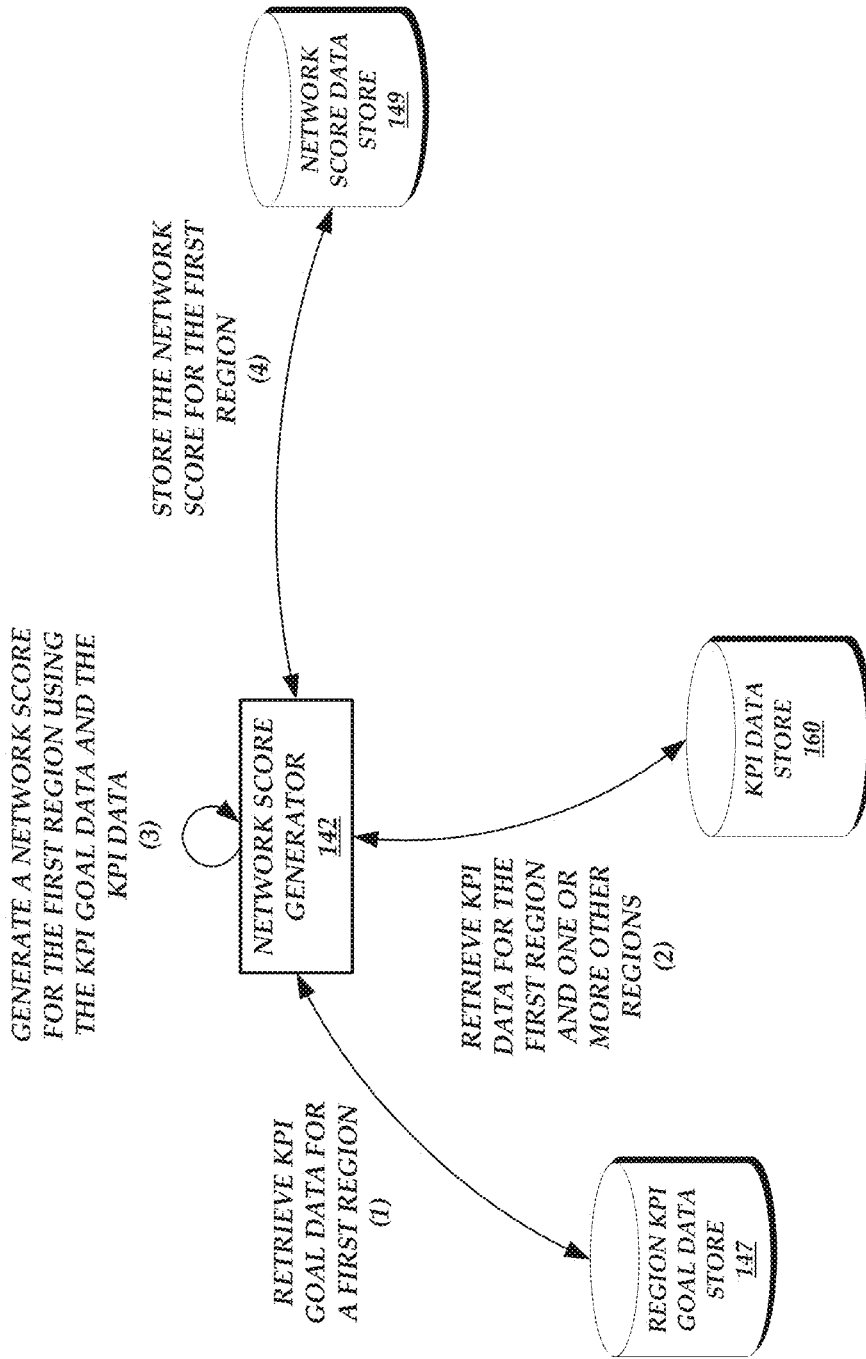 GENERATE A NETWORK SCORE
FOR THE FIRST REGION USING
THE KPI GOAL DATA AND THE
KPI DATA
(3)
RETRIEVE KPI
GOAL DATA FOR
A FIRST REGION
(1)
NETWORK SCORE
GENERATOR
142
STORE THE NETWORK
SCORE FOR THE FIRST
REGION
(4)
NETWORK
SCORE DATA
STORE
149
RETRIEVE KPI
DATA FOR THE
FIRST REGION
AND ONE OR
MORE OTHER
REGIONS
(2)
REGION KPI
GOAL DATA
STORE
147
KPI DATA
STORE
160